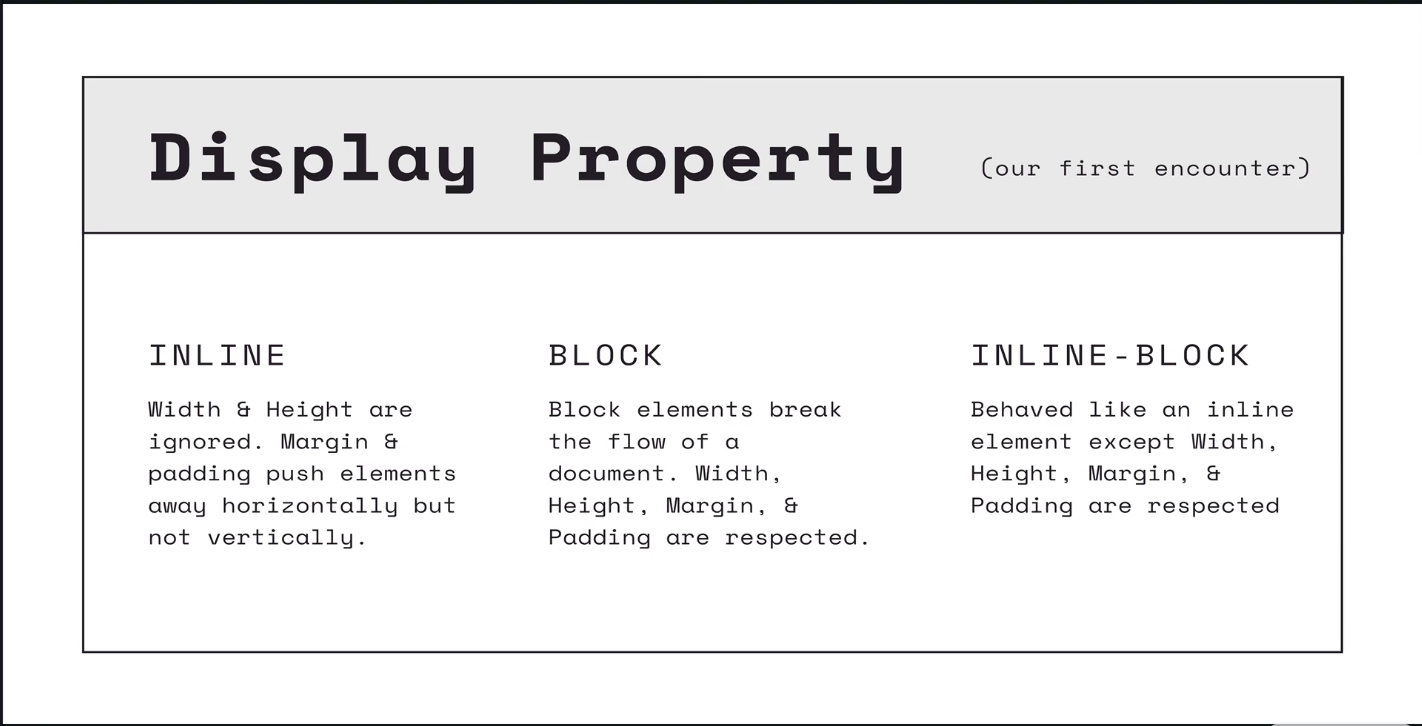 Display Property (our first encounter)
INLINE
Width & Height are
ignored. Margin &
padding push elements
away horizontally but
not vertically.
BLOCK
Block elements break
the flow of a
document. Width,
Height, Margin, &
Padding are respected.
INLINE-BLOCK
Behaved like an inline
element except Width,
Height, Margin, &
Padding are respected